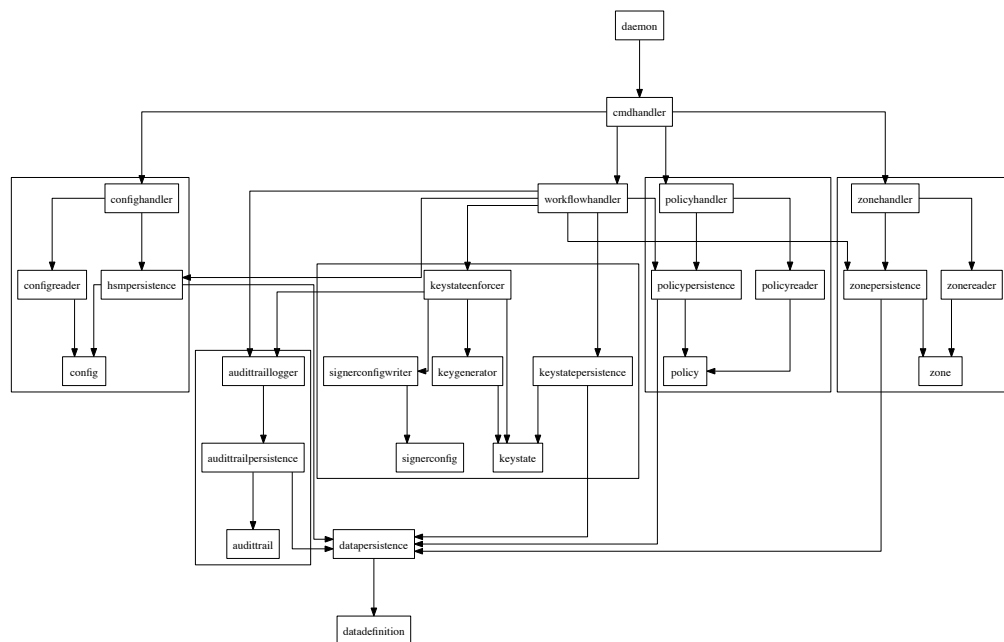 daemon
cmdhandler
confighandler
workflowhandler
policyhandler
zonehandler
configreader
hsmpersistence
keystateenforcer
policypersistence
policyreader
zonepersistence
zonereader
config
audittraillogger
signerconfigwriter
keygenerator
keystatepersistence
policy
zone
audittrailpersistence
signerconfig
keystate
audittrail
datapersistence
datadefinition